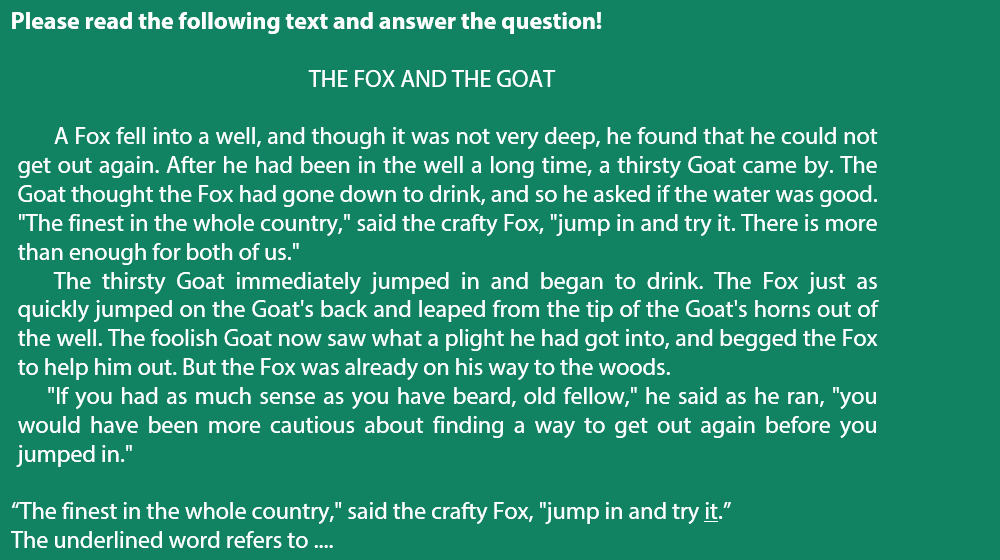 Please read the following text and answer the question!
THE FOX AND THE GOAT
A Fox fell into a well, and though it was not very deep, he found that he could not
get out again. After he had been in the well a long time, a thirsty Goat came by. The
Goat thought the Fox had gone down to drink, and so he asked if the water was good.
"The finest in the whole country," said the crafty Fox, "jump in and try it. There is more
than enough for both of us."
The thirsty Goat immediately jumped in and began to drink. The Fox just as
quickly jumped on the Goat's back and leaped from the tip of the Goat's horns out of
the well. The foolish Goat now saw what a plight he had got into, and begged the Fox
to help him out. But the Fox was already on his way to the woods.
"If you had as much sense as you have beard, old fellow," he said as he ran, "you
would have been more cautious about finding a way to get out again before you
jumped in."
“The finest in the whole country," said the crafty Fox, "jump in and try it.”
The underlined word refers to ....